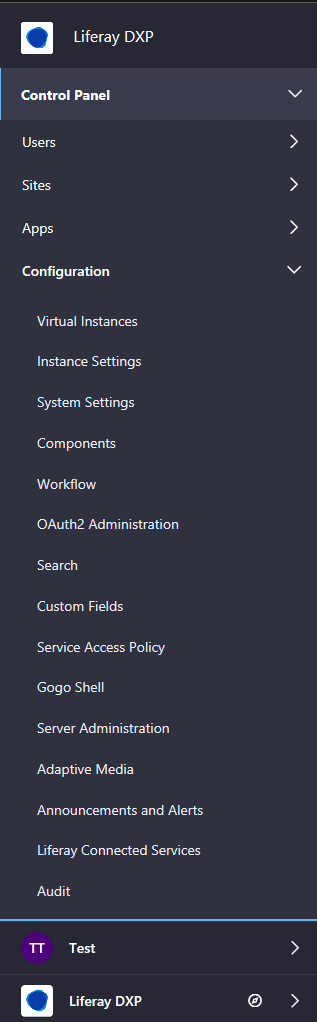 Liferay DXP
Control Panel
Users
Sites
Apps
Configuration
Virtual Instances
Instance Settings
System Settings
Components
Workflow
OAuth2 Administration
Search
Custom Fields
Service Access Policy
Gogo Shell
Server Administration
Adaptive Media
Announcements and Alerts
Liferay Connected Services
Audit
TT Test
Liferay DXP